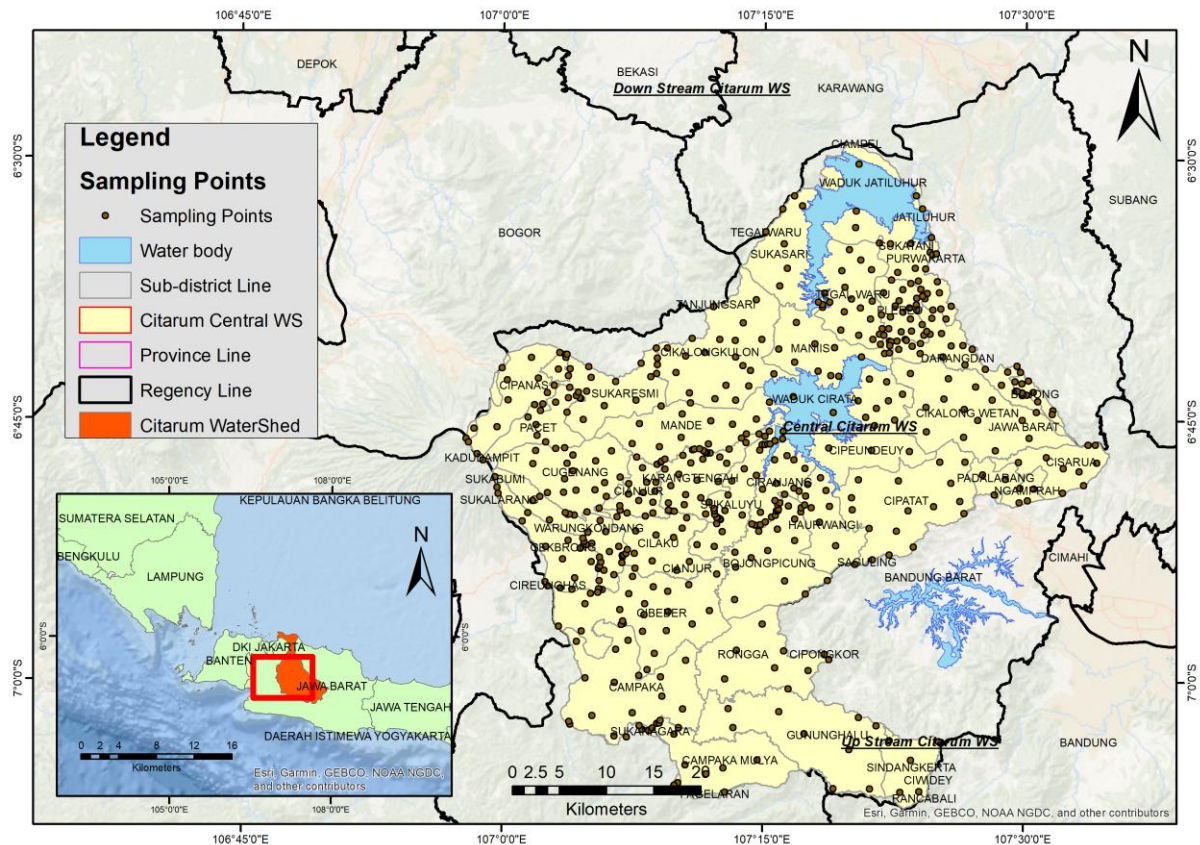 106°45'0"E
107°0'0"E
107°15'0"E
107°30'0"E
N
DEPOK
BEKASI
Down Stream Citarum WS
KARAWANG
Legend
Sampling Points
Sampling Points
Water body
Sub-district Line
Citarum Central WS
Province Line
Regency Line
Citarum WaterShed
6°30'0"S
6°30'0"S
CIAMPEL
WADUK JATILUHUR
JATILUHUR
SUBANG
BOGOR
TEGALWARU
SUKASARI
SUKATANI
PURWAKARTA
TANJUNGSARI
TEGAL WARU
PLERED
CIKALONGKULON
MANIIS
DARANGDAN
CIPANAS
SUKARESMI
WADUK CIRATA
BOJONG
6°45'0"S
6°45'0"S
CIKALONG WETAN
JAWA BARAT
PACET
MANDE
Central Citarum WS
KADUDAMPIT
CUGENANG
CIPEUNDEUY
CISARUA
SUKABUMI
KARANGTENGAH
CIANJUR
CIRANJANG
PADALARANG
NGAMPRAH
SUKALARANG
SUKALUYU
CIPATAT
WARUNGKONDANG
HAURWANGI
GEKBRONG
CILAKU
CIANJUR
BOJONGPICUNG
SAGULING
CIMAHI
CIREUNGHAS
BANDUNG BARAT
CIBEBER
RONGGA
CIPONGKOR
7°0'0"S
7°0'0"S
CAMPAKA
SUKANAGARA
GUNUNGHALU
Up Stream Citarum WS
BANDUNG
CAMPAKA MULYA
SINDANGKERTA
CIWIDEY
PAGELARAN
RANCABALI
0 2.5 5 10 15 20
Kilometers
Esri, Garmin, GEBCO, NOAA NGDC, and other contributors
105°0'0"E
108°0'0"E
KEPULAUAN BANGKA BELITUNG
SUMATERA SELATAN
N
BENGKULU
LAMPUNG
6°0'0"S
6°0'0"S
DKI JAKARTA
BANTEN
JAWA BARAT
JAWA TENGAH
DAERAH ISTIMEWA YOGYAKARTA
0 2 4 8 12 16
Kilometers
Esri, Garmin, GEBCO, NOAA NGDC,
and other contributors
105°0'0"E
108°0'0"E
106°45'0"E
107°0'0"E
107°15'0"E
107°30'0"E